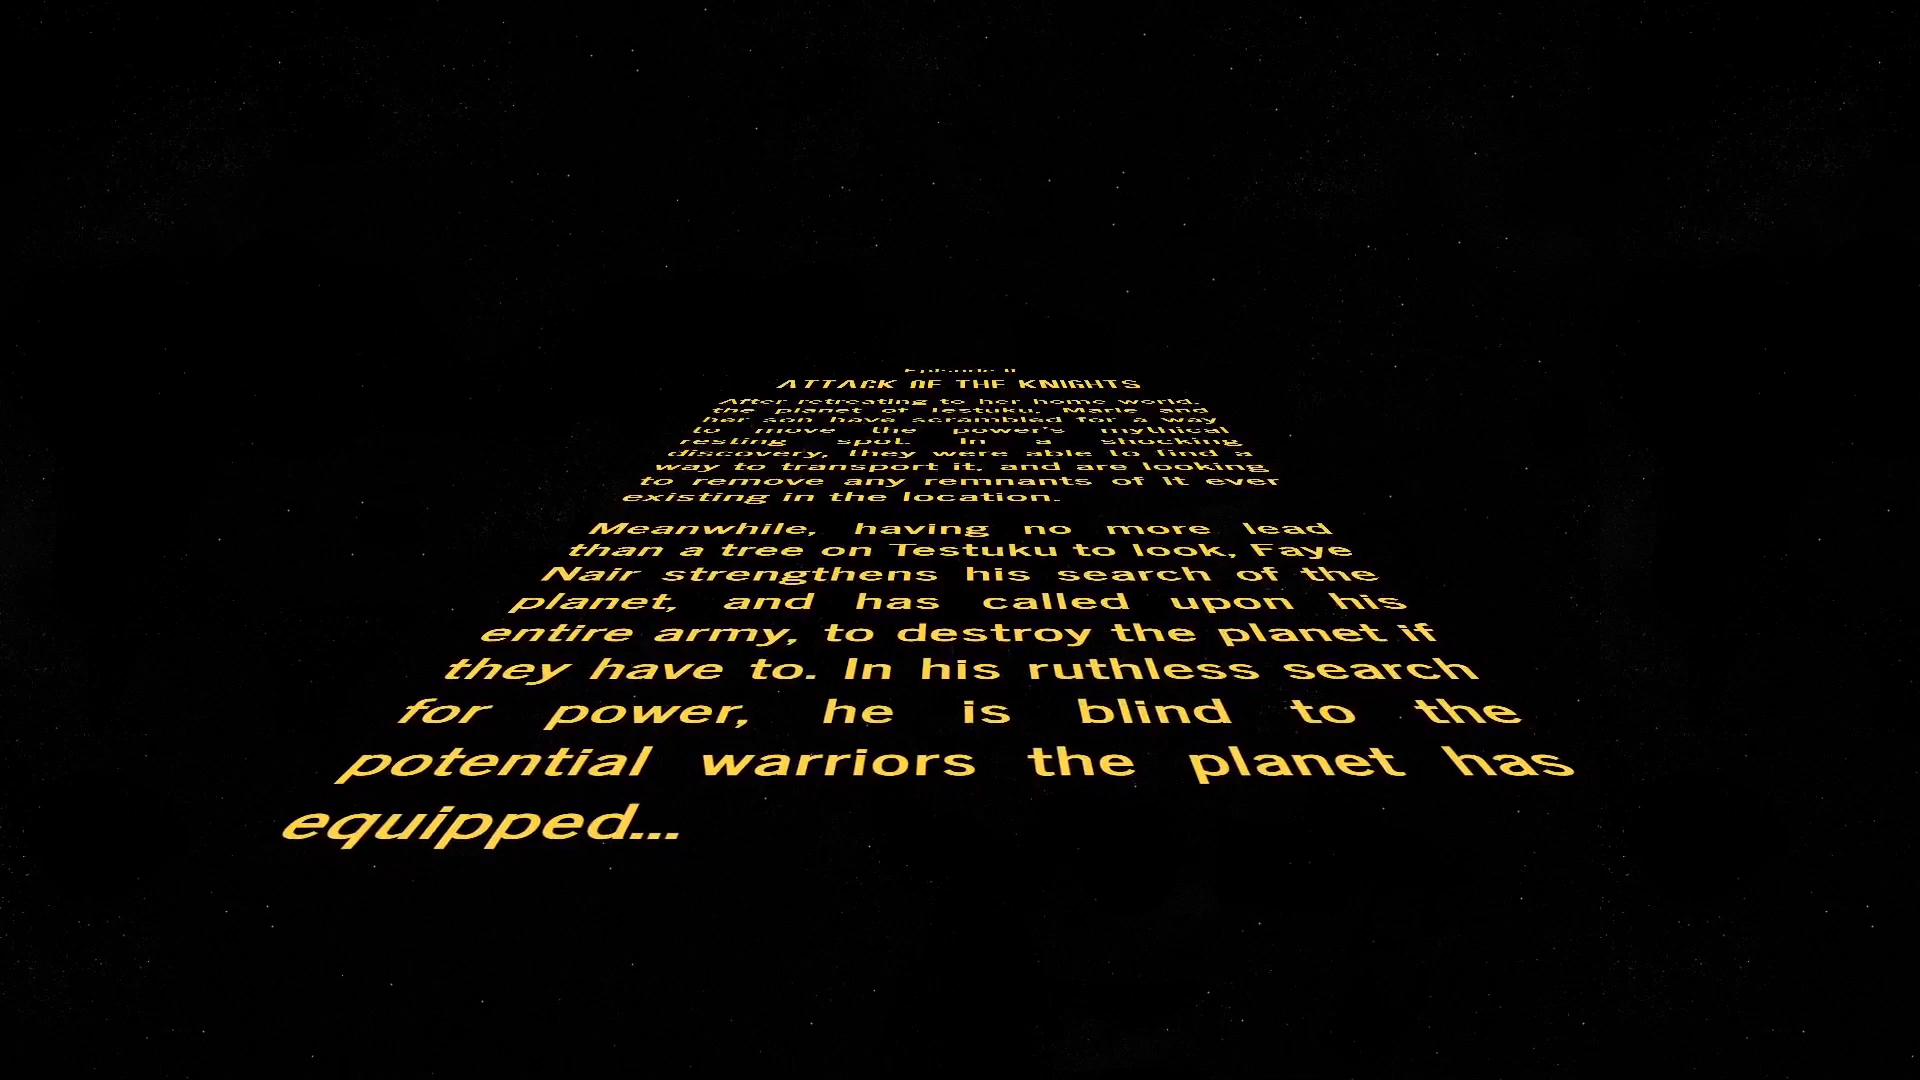 Episode II
ATTACK OF THE KNIGHTS
After retreating to her home world,
the planet of Testuku, Marie and
her son have scrambled for a way
to move the power's mythical
resting spot. In a shocking
discovery, they were able to find a
way to transport it, and are looking
to remove any remnants of it ever
existing in the location.
Meanwhile, having no more lead
than a tree on Testuku to look, Faye
Nair strengthens his search of the
planet, and has called upon his
entire army, to destroy the planet if
they have to. In his ruthless search
for power, he is blind to the
potential warriors the planet has
equipped...